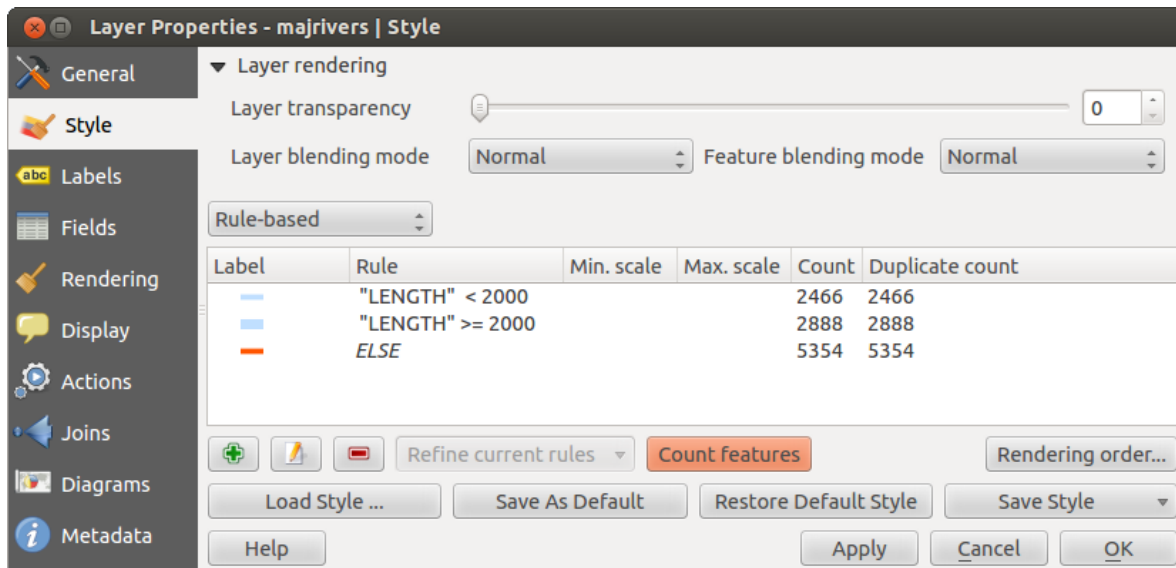 Layer Properties - majrivers | Style
General
Style
abc Labels
Fields
Rendering
Display
Actions
Joins
Diagrams
Metadata
Layer rendering
Layer transparency 0
Layer blending mode Normal Feature blending mode Normal
Rule-based
Label Rule Min. scale Max. scale Count Duplicate count
"LENGTH" < 2000 2466 2466
"LENGTH" >= 2000 2888 2888
ELSE 5354 5354
Refine current rules Count features Rendering order...
Load Style ... Save As Default Restore Default Style Save Style
Help Apply Cancel OK